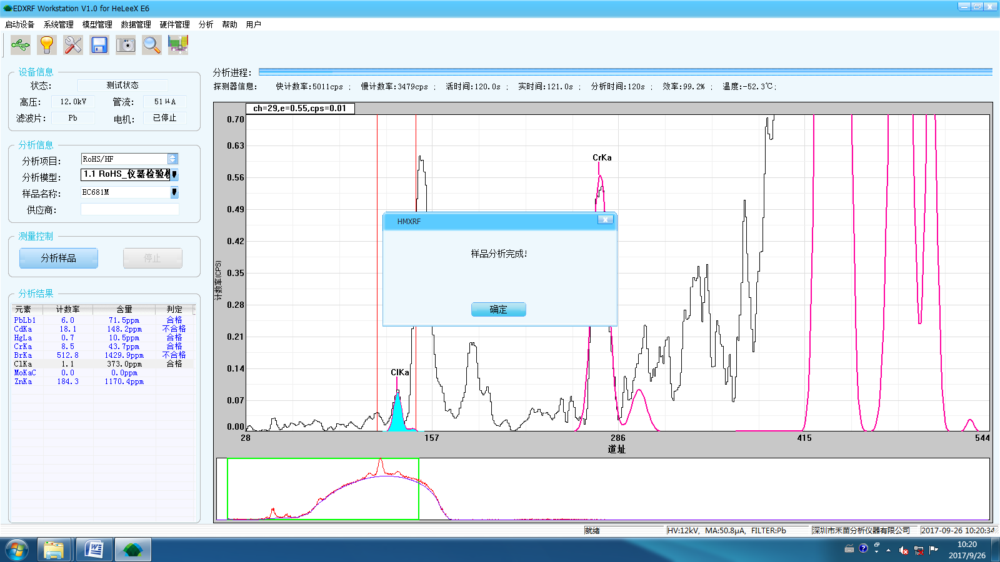 EDXRF Workstation V1.0 for HeLeeX E6
启动设备 系统管理 模型管理 数据管理 硬件管理 分析 帮助 用户
设备信息
状态: 测试状态
高压: 12.0kV 管流: 51μA
滤波片: Pb 电机: 已停止
分析信息
分析项目: RoHS/HF
分析模型: 1.1 RoHS_仪器检验
样品名称: EC681M
供应商:
测量控制
分析样品 停止
分析结果
元素 计数率 含量 判定
PbLb1 6.0 71.5ppm 合格
CdKa 18.1 148.2ppm 不合格
HgLa 0.7 10.5ppm 合格
CrKa 8.5 43.7ppm 合格
BrKa 512.8 1429.9ppm 不合格
ClKa 1.1 373.0ppm 合格
MoKaC 0.0 0.0ppm
ZnKa 184.3 1170.4ppm
分析进程:
探测器信息: 快计数率:5011cps ; 慢计数率:3479cps ; 活时间:120.0s ; 实时间:121.0s ; 分析时间:120s ; 效率:99.2% ; 温度:-52.3℃;
ch=29,e=0.55,cps=0.01
0.70
0.63
0.56
0.49
0.42
0.35
0.28
0.21
0.14
0.07
0.00
计数率(CPS)
CrKa
ClKa
28 157 286 415 544
道址
HMXRF
样品分析完成!
确定
就绪
HV:12kV, MA:50.8μA, FILTER:Pb
深圳市禾苗分析仪器有限公司
2017-09-26 10:20:34
10:20
2017/9/26